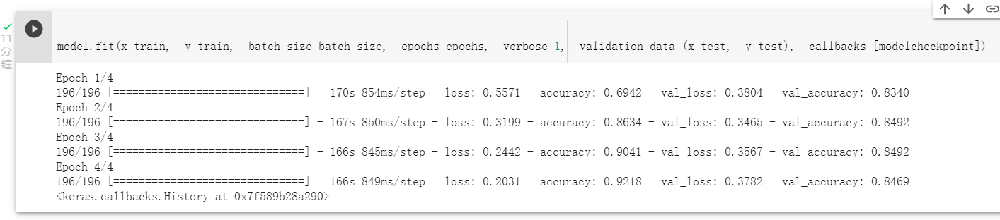 11
分
鐘
model.fit(x_train, y_train, batch_size=batch_size, epochs=epochs, verbose=1, validation_data=(x_test, y_test), callbacks=[modelcheckpoint])
Epoch 1/4
196/196 [==============================] - 170s 854ms/step - loss: 0.5571 - accuracy: 0.6942 - val_loss: 0.3804 - val_accuracy: 0.8340
Epoch 2/4
196/196 [==============================] - 167s 850ms/step - loss: 0.3199 - accuracy: 0.8634 - val_loss: 0.3465 - val_accuracy: 0.8492
Epoch 3/4
196/196 [==============================] - 166s 845ms/step - loss: 0.2442 - accuracy: 0.9041 - val_loss: 0.3567 - val_accuracy: 0.8492
Epoch 4/4
196/196 [==============================] - 166s 849ms/step - loss: 0.2031 - accuracy: 0.9218 - val_loss: 0.3782 - val_accuracy: 0.8469
<keras.callbacks.History at 0x7f589b28a290>